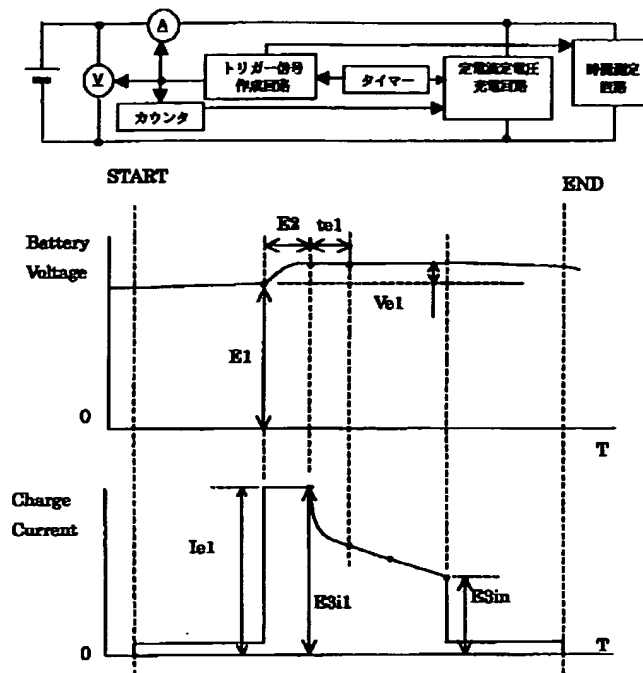 A
V
トリガー信号
作成回路
タイマー
定電流定電圧
充電回路
時間測定
回路
カウンタ
START
END
E2
te1
Battery
Voltage
Ve1
E1
0
T
Charge
Current
Ie1
E3i1
E3in
0
T